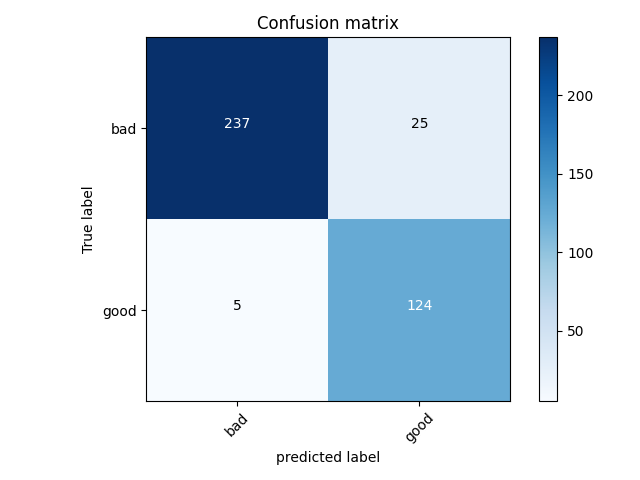 Confusion matrix
True label
bad
237
25
good
5
124
bad
good
predicted label
200
150
100
50